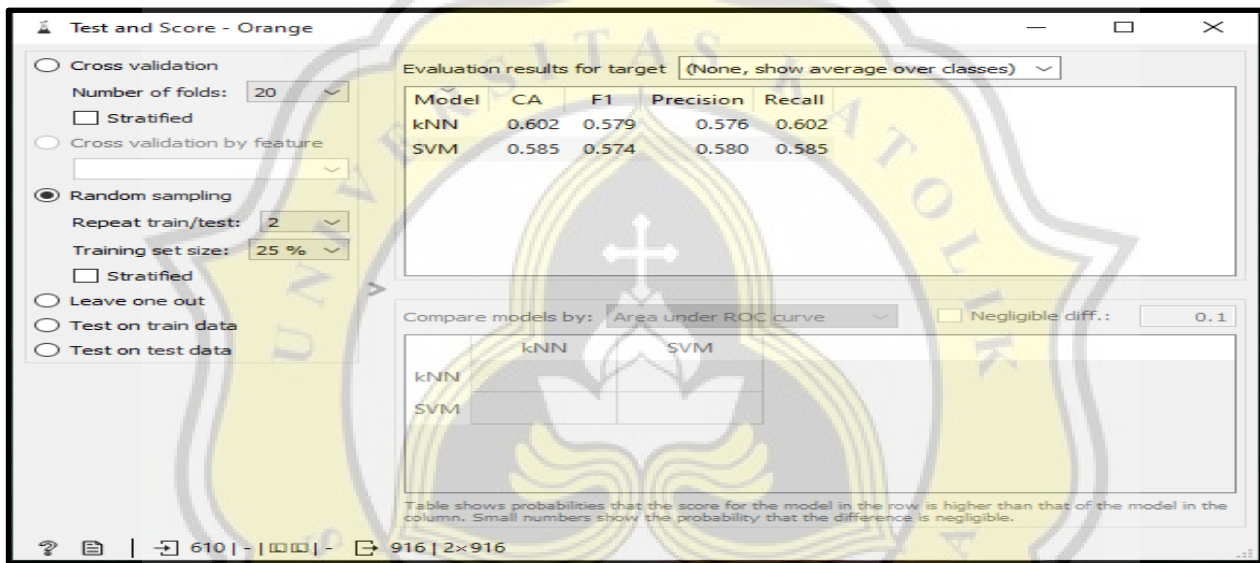 Test and Score - Orange
Cross validation
Number of folds: 20
Stratified
Cross validation by feature
Random sampling
Repeat train/test: 2
Training set size: 25 %
Stratified
Leave one out
Test on train data
Test on test data
>
Evaluation results for target (None, show average over classes)
Model CA F1 Precision Recall
kNN 0.602 0.579 0.576 0.602
SVM 0.585 0.574 0.580 0.585
Compare models by: Area under ROC curve Negligible diff.: 0.1
kNN SVM
kNN
SVM
Table shows probabilities that the score for the model in the row is higher than that of the model in the
column. Small numbers show the probability that the difference is negligible.
? | 610 | - | | - 916 | 2×916
UNIVERSITAS KATOLIK